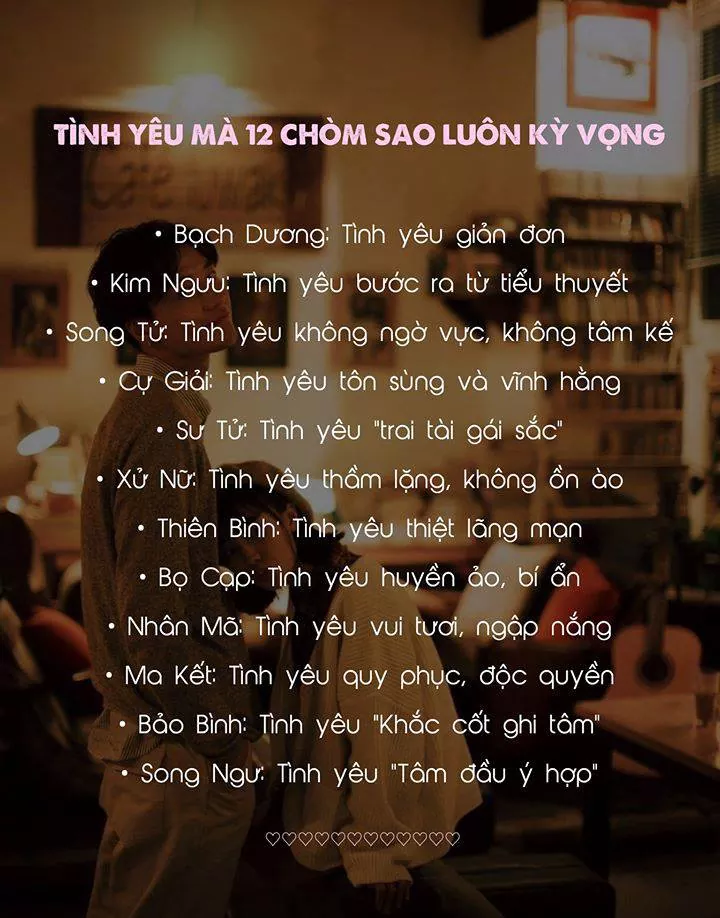 TÌNH YÊU MÀ 12 CHÒM SAO LUÔN KỲ VỌNG
• Bạch Dương: Tình yêu giản đơn
• Kim Ngưu: Tình yêu bước ra từ tiểu thuyết
• Song Tử: Tình yêu không ngờ vực, không tâm kế
• Cự Giải: Tình yêu tôn sùng và vĩnh hằng
• Sư Tử: Tình yêu "trai tài gái sắc"
• Xử Nữ: Tình yêu thầm lặng, không ồn ào
• Thiên Bình: Tình yêu thiệt lãng mạn
• Bọ Cạp: Tình yêu huyền ảo, bí ẩn
• Nhân Mã: Tình yêu vui tươi, ngập nắng
• Ma Kết: Tình yêu quy phục, độc quyền
• Bảo Bình: Tình yêu "Khắc cốt ghi tâm"
• Song Ngư: Tình yêu "Tâm đầu ý hợp"
♡♡♡♡♡♡♡♡♡♡♡♡